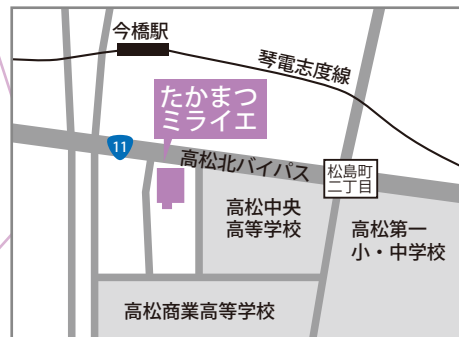 今橋駅
琴電志度線
たかまつ
ミライエ
11
高松北バイパス
松島町
二丁目
高松中央
高等学校
高松第一
小・中学校
高松商業高等学校